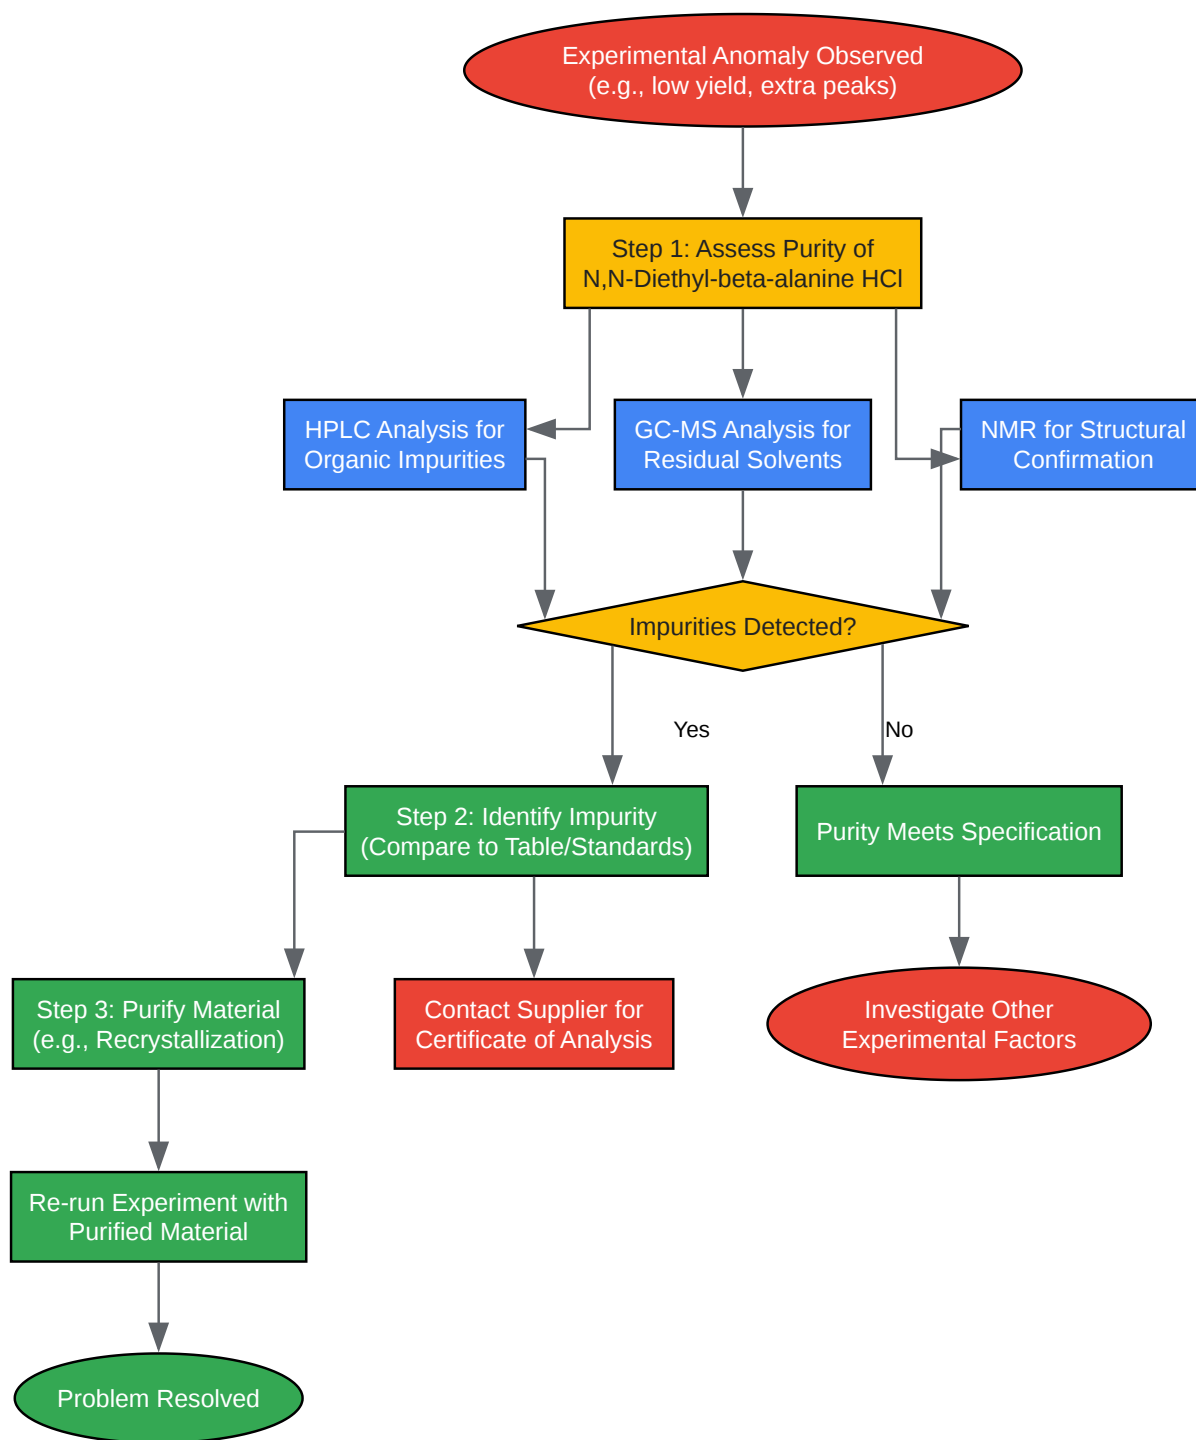 Experimental Anomaly Observed
(e.g., low yield, extra peaks)
Step 1: Assess Purity of
N,N-Diethyl-beta-alanine HCl
HPLC Analysis for
Organic Impurities
GC-MS Analysis for
Residual Solvents
NMR for Structural
Confirmation
Impurities Detected?
Yes
No
Step 2: Identify Impurity
(Compare to Table/Standards)
Purity Meets Specification
Step 3: Purify Material
(e.g., Recrystallization)
Contact Supplier for
Certificate of Analysis
Investigate Other
Experimental Factors
Re-run Experiment with
Purified Material
Problem Resolved